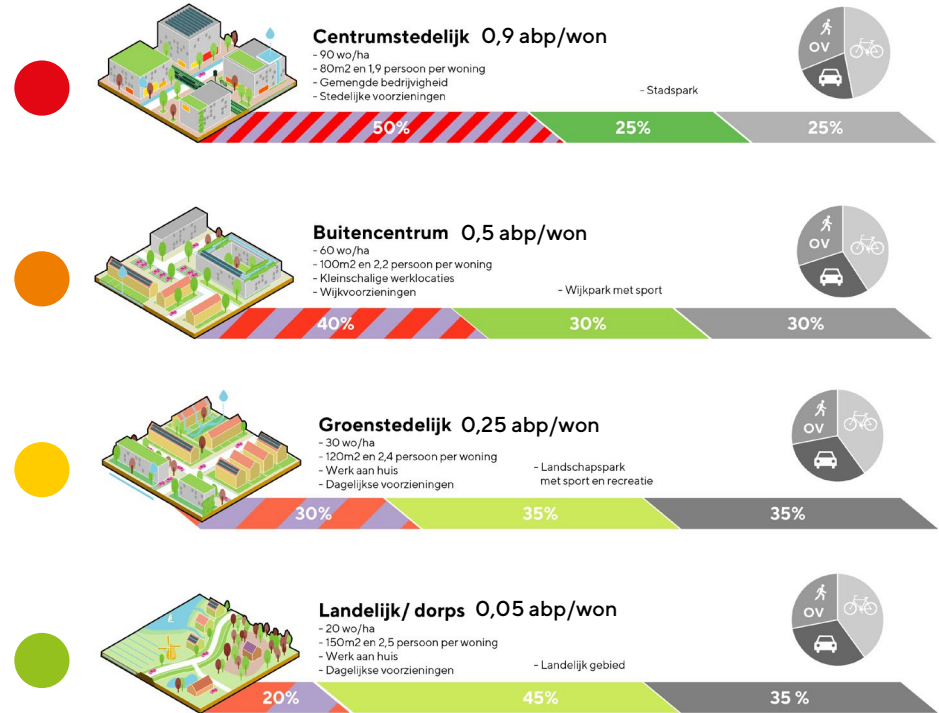 Centrumstedelijk 0,9 abp/won
- 90 wo/ha
- 80m2 en 1,9 persoon per woning
- Gemengde bedrijvigheid
- Stedelijke voorzieningen
- Stadspark
OV
50%
25%
25%
Buitencentrum 0,5 abp/won
- 60 wo/ha
- 100m2 en 2,2 persoon per woning
- Kleinschalige werklocaties
- Wijkvoorzieningen
- Wijkpark met sport
OV
40%
30%
30%
Groenstedelijk 0,25 abp/won
- 30 wo/ha
- 120m2 en 2,4 persoon per woning
- Werk aan huis
- Dagelijkse voorzieningen
- Landschapspark
met sport en recreatie
OV
30%
35%
35%
Landelijk/ dorps 0,05 abp/won
- 20 wo/ha
- 150m2 en 2,5 persoon per woning
- Werk aan huis
- Dagelijkse voorzieningen
- Landelijk gebied
OV
20%
45%
35 %